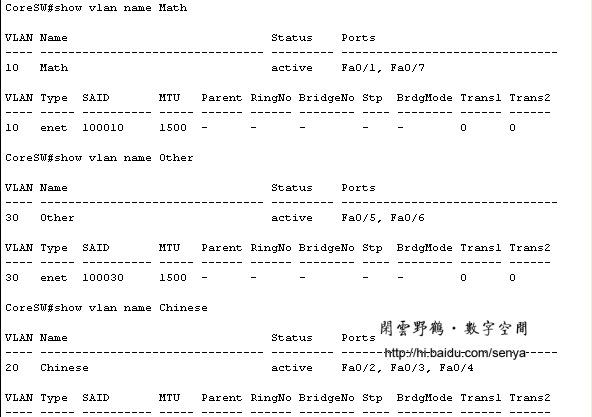 CoreSW#show vlan name Math
VLAN Name Status Ports
---- -------------------------------- --------- -------------------------------
10 Math active Fa0/1, Fa0/7
VLAN Type SAID MTU Parent RingNo BridgeNo Stp BrdgMode Trans1 Trans2
---- ----- ---------- ----- ------ ------ -------- ---- -------- ------ ------
10 enet 100010 1500 - - - - - 0 0
CoreSW#show vlan name Other
VLAN Name Status Ports
---- -------------------------------- --------- -------------------------------
30 Other active Fa0/5, Fa0/6
VLAN Type SAID MTU Parent RingNo BridgeNo Stp BrdgMode Trans1 Trans2
---- ----- ---------- ----- ------ ------ -------- ---- -------- ------ ------
30 enet 100030 1500 - - - - - 0 0
CoreSW#show vlan name Chinese
閑雲野鶴·數字空間
VLAN Name Status Ports
http://hi.baidu.com/senya
---- -------------------------------- --------- -------------------------------
20 Chinese active Fa0/2, Fa0/3, Fa0/4
VLAN Type SAID MTU Parent RingNo BridgeNo Stp BrdgMode Trans1 Trans2
---- ----- ---------- ----- ------ ------ -------- ---- -------- ------ ------